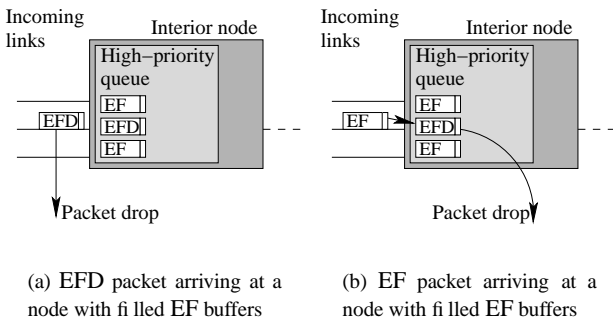 Incoming
links
Interior node
High−priority
queue
EF
EFD
EFD
EF
Packet drop
(a) EFD packet arriving at a
node with fi lled EF buffers
Incoming
links
Interior node
High−priority
queue
EF
EF
EFD
EF
Packet drop
(b) EF packet arriving at a
node with fi lled EF buffers